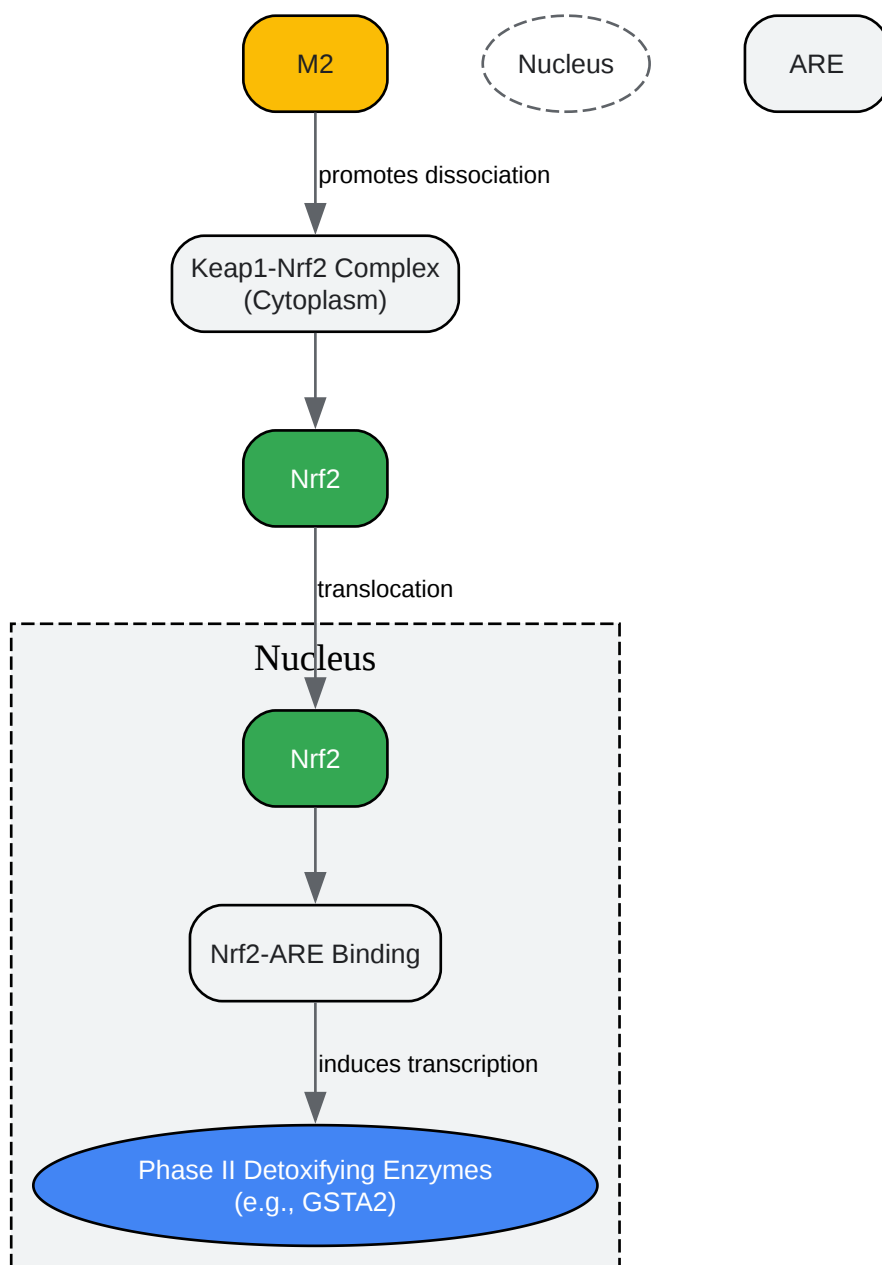 M2
Nucleus
ARE
promotes dissociation
Keap1-Nrf2 Complex
(Cytoplasm)
Nrf2
translocation
Nucleus
Nrf2
Nrf2-ARE Binding
induces transcription
Phase II Detoxifying Enzymes
(e.g., GSTA2)